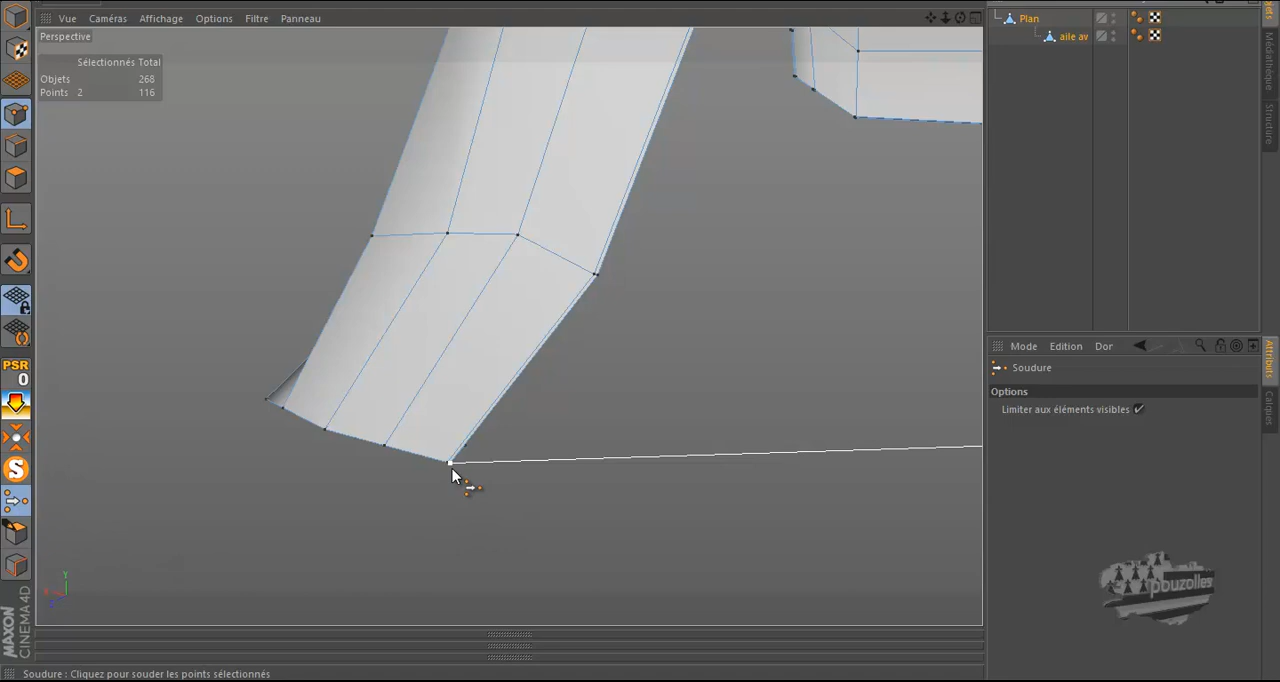 Vue Caméras Affichage Options Filtre Panneau
Perspective
Sélectionnés Total
Objets 268
Points 2 116
PSR
0
S
MAXON
CINEMA 4D
Soudure : Cliquez pour souder les points sélectionnés
Y
X
Z
Plan
aile av
Médiathèque
Structure
Mode Edition Dor
Soudure
Options
Limiter aux éléments visibles
Attributs
Calques
pouzolles